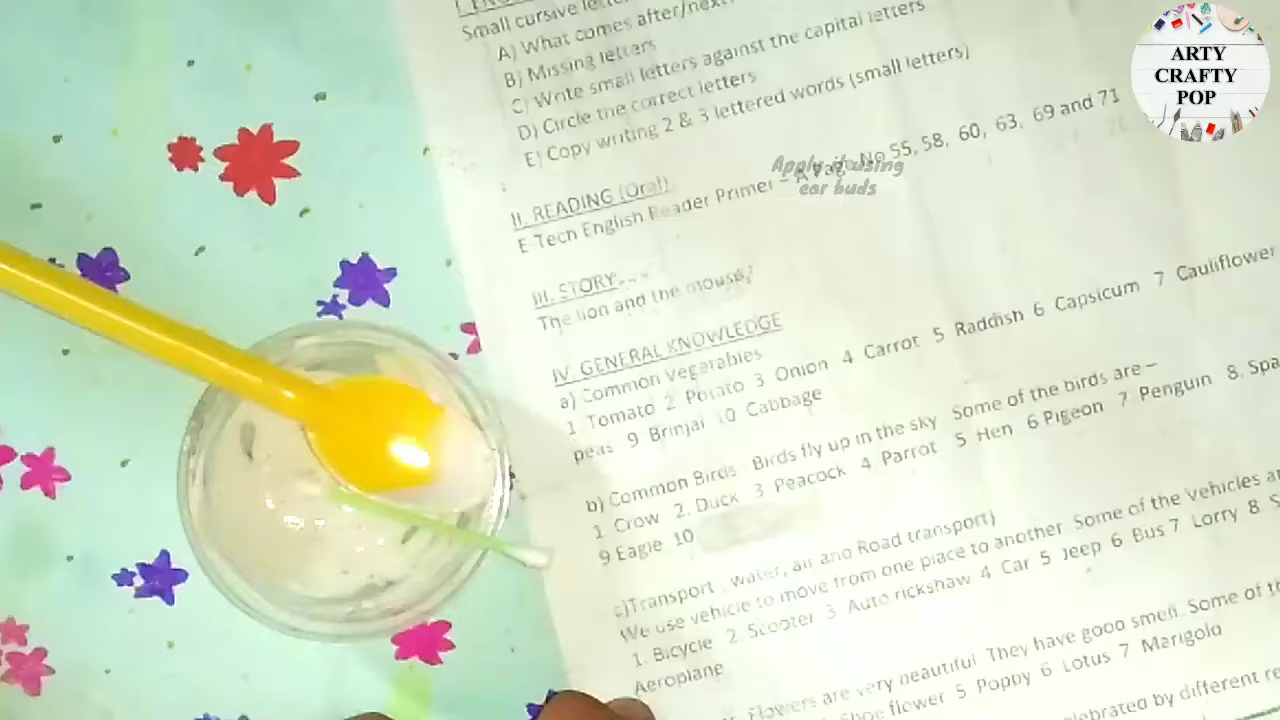 Small cursive
A) What comes after/next
B) Missing letters
C) Write small letters against the capital letters
D) Circle the correct letters
E) Copy writing 2 & 3 lettered words (small letters)
II. READING (Oral)
E Tech English Reader Primer – A Page No 55, 58, 60, 63, 69 and 71
III. STORY
The lion and the mouse
IV. GENERAL KNOWLEDGE
a) Common Vegetables
1 Tomato 2 Potato 3 Onion 4 Carrot 5 Raddish 6 Capsicum 7 Cauliflower
peas 9 Brinjal 10 Cabbage
b) Common Birds Birds fly up in the sky Some of the birds are –
1. Crow 2. Duck 3 Peacock 4 Parrot 5 Hen 6 Pigeon 7 Penguin 8.
9 Eagle 10
c)Transport water, air and Road transport)
We use vehicle to move from one place to another Some of the vehicles
1. Bicycle 2. Scooter 3 Auto rickshaw 4 Car 5 Jeep 6 Bus 7 Lorry 8
Aeroplane
Flowers are very beautiful They have good smell. Some of
Shoe flower 5 Poppy 6 Lotus 7 Marigold
by different
Apply if using
ear buds
ARTY
CRAFTY
POP